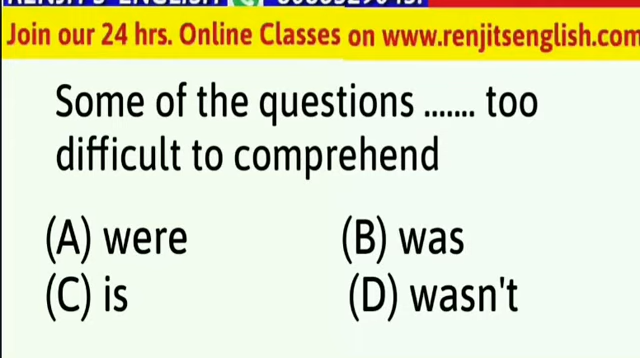 Join our 24 hrs. Online Classes on www.renjitsenglish.com
Some of the questions ....... too
difficult to comprehend
(A) were (B) was
(C) is (D) wasn't